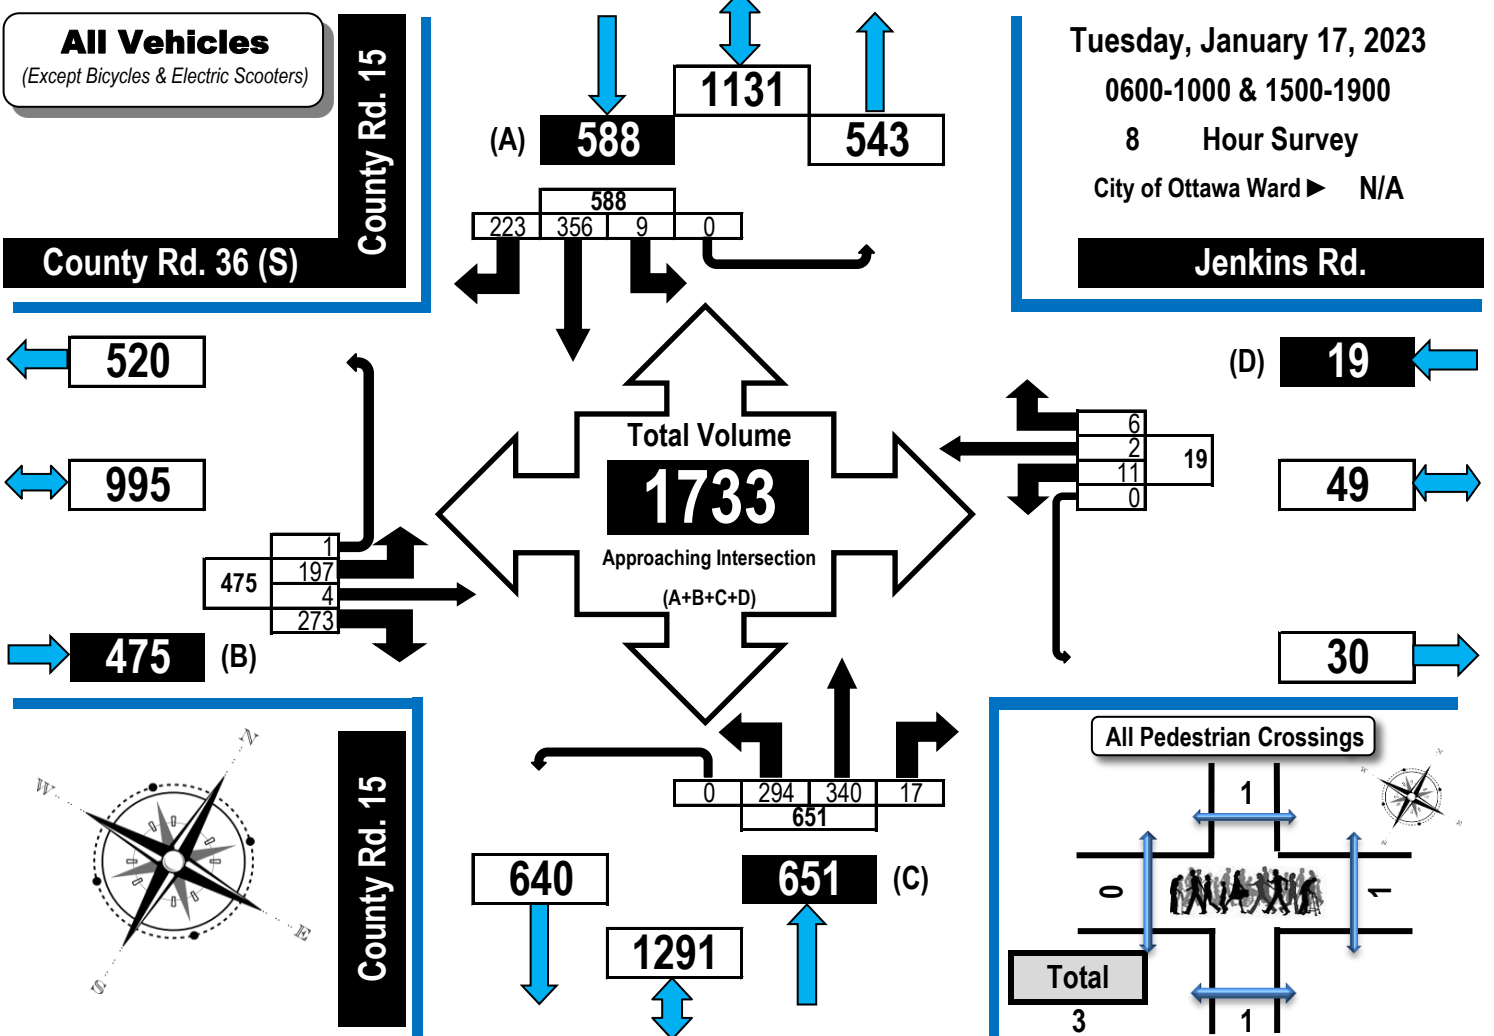 All Vehicles
(Except Bicycles & Electric Scooters)
County Rd. 15
County Rd. 36 (S)
1131
(A)
588
543
588
223
356
9
0
Tuesday, January 17, 2023
0600-1000 & 1500-1900
8 Hour Survey
City of Ottawa Ward ► N/A
Jenkins Rd.
520
995
475
1
197
4
273
475
(B)
Total Volume
1733
Approaching Intersection
(A+B+C+D)
(D)
19
6
2
11
0
19
49
30
N
W
E
S
County Rd. 15
0
294
340
17
651
640
651
(C)
1291
All Pedestrian Crossings
1
0
1
Total
3
1